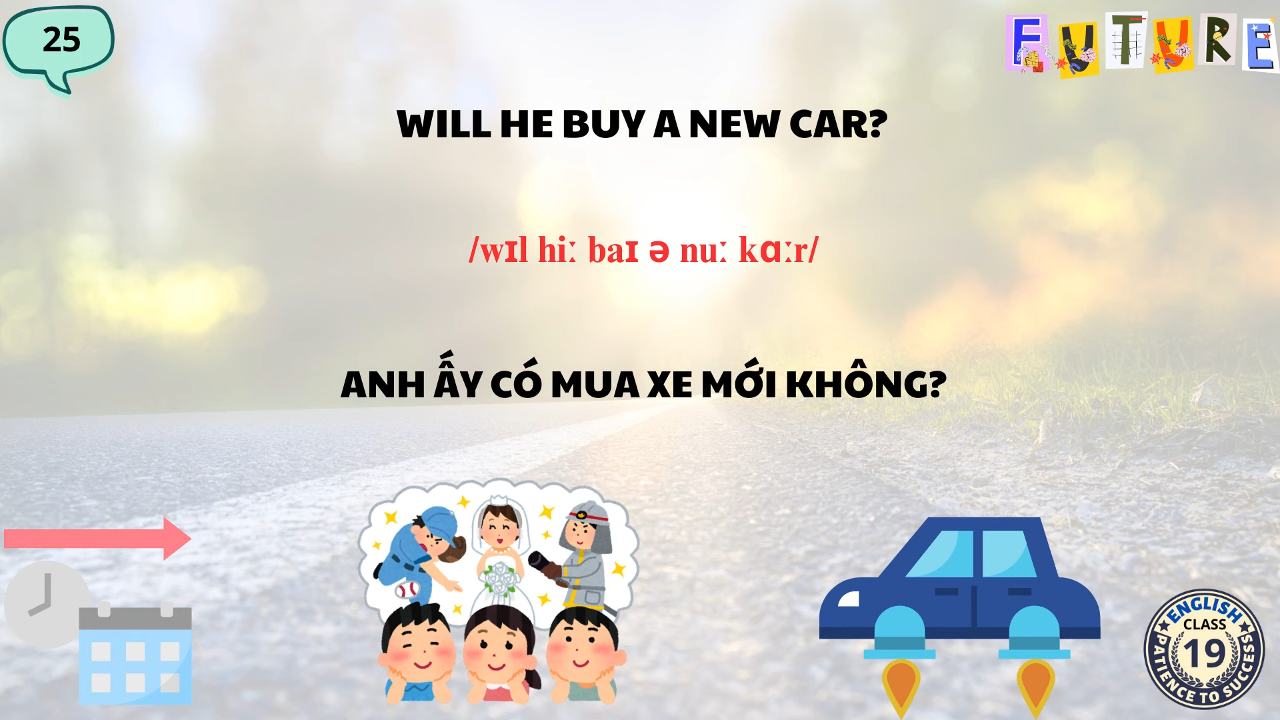 25
FUTURE
WILL HE BUY A NEW CAR?
/wɪl hiː baɪ ə nuː kɑːr/
ANH ẤY CÓ MUA XE MỚI KHÔNG?
ENGLISH
CLASS
19
PATIENCE TO SUCCESS